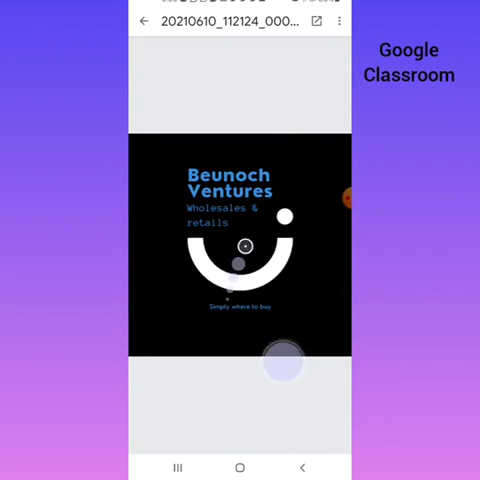 20210610_112124_000...
Google
Classroom
Beunoch
Ventures
Wholesales &
retails
Simply where to buy